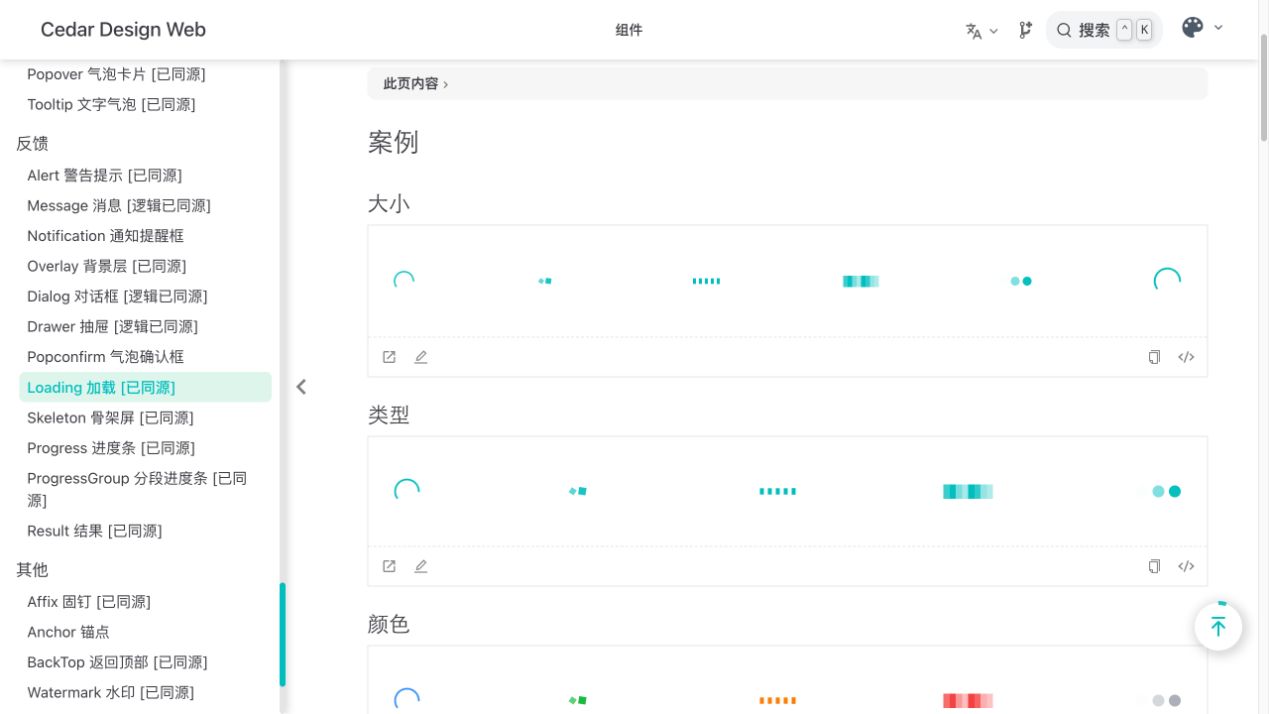 Cedar Design Web
组件
搜索 ^ K
Popover 气泡卡片 [已同源]
Tooltip 文字气泡 [已同源]
反馈
Alert 警告提示 [已同源]
Message 消息 [逻辑已同源]
Notification 通知提醒框
Overlay 背景层 [已同源]
Dialog 对话框 [逻辑已同源]
Drawer 抽屉 [逻辑已同源]
Popconfirm 气泡确认框
Loading 加载 [已同源]
Skeleton 骨架屏 [已同源]
Progress 进度条 [已同源]
ProgressGroup 分段进度条 [已同
源]
Result 结果 [已同源]
其他
Affix 固钉 [已同源]
Anchor 锚点
BackTop 返回顶部 [已同源]
Watermark 水印 [已同源]
此页内容 ›
案例
大小
类型
颜色